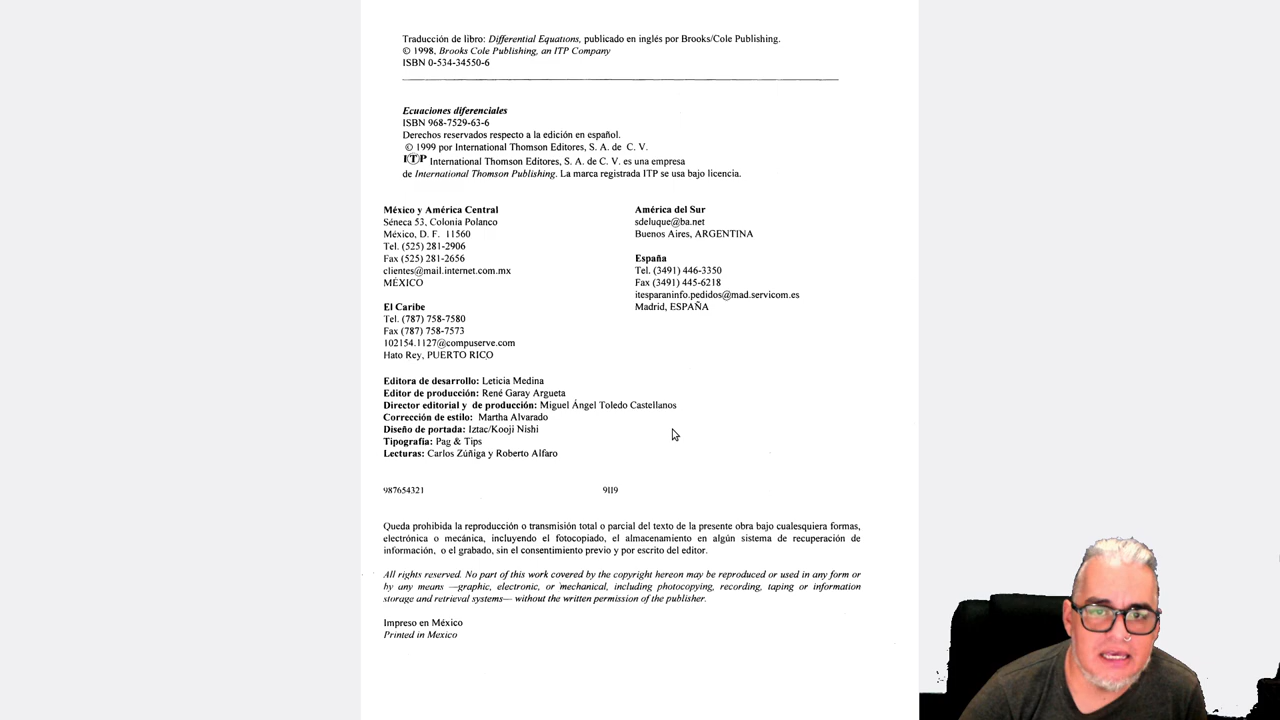 Traducción de libro: Differential Equations, publicado en inglés por Brooks/Cole Publishing.
© 1998, Brooks Cole Publishing, an ITP Company
ISBN 0-534-34550-6
Ecuaciones diferenciales
ISBN 968-7529-63-6
Derechos reservados respecto a la edición en español.
© 1999 por International Thomson Editores, S. A. de C. V.
ITP International Thomson Editores, S. A. de C. V. es una empresa
de International Thomson Publishing. La marca registrada ITP se usa bajo licencia.
México y América Central
Séneca 53, Colonia Polanco
México, D. F. 11560
Tel. (525) 281-2906
Fax (525) 281-2656
clientes@mail.internet.com.mx
MÉXICO
El Caribe
Tel. (787) 758-7580
Fax (787) 758-7573
102154.1127@compuserve.com
Hato Rey, PUERTO RICO
América del Sur
sdeluque@ba.net
Buenos Aires, ARGENTINA
España
Tel. (3491) 446-3350
Fax (3491) 445-6218
itesparaninfo.pedidos@mad.servicom.es
Madrid, ESPAÑA
Editora de desarrollo: Leticia Medina
Editor de producción: René Garay Argueta
Director editorial y de producción: Miguel Ángel Toledo Castellanos
Corrección de estilo: Martha Alvarado
Diseño de portada: Iztac/Kooji Nishi
Tipografía: Pag & Tips
Lecturas: Carlos Zúñiga y Roberto Alfaro
987654321 9II9
Queda prohibida la reproducción o transmisión total o parcial del texto de la presente obra bajo cualesquiera formas,
electrónica o mecánica, incluyendo el fotocopiado, el almacenamiento en algún sistema de recuperación de
información, o el grabado, sin el consentimiento previo y por escrito del editor.
All rights reserved. No part of this work covered by the copyright hereon may be reproduced or used in any form or
by any means —graphic, electronic, or mechanical, including photocopying, recording, taping or information
storage and retrieval systems— without the written permission of the publisher.
Impreso en México
Printed in Mexico